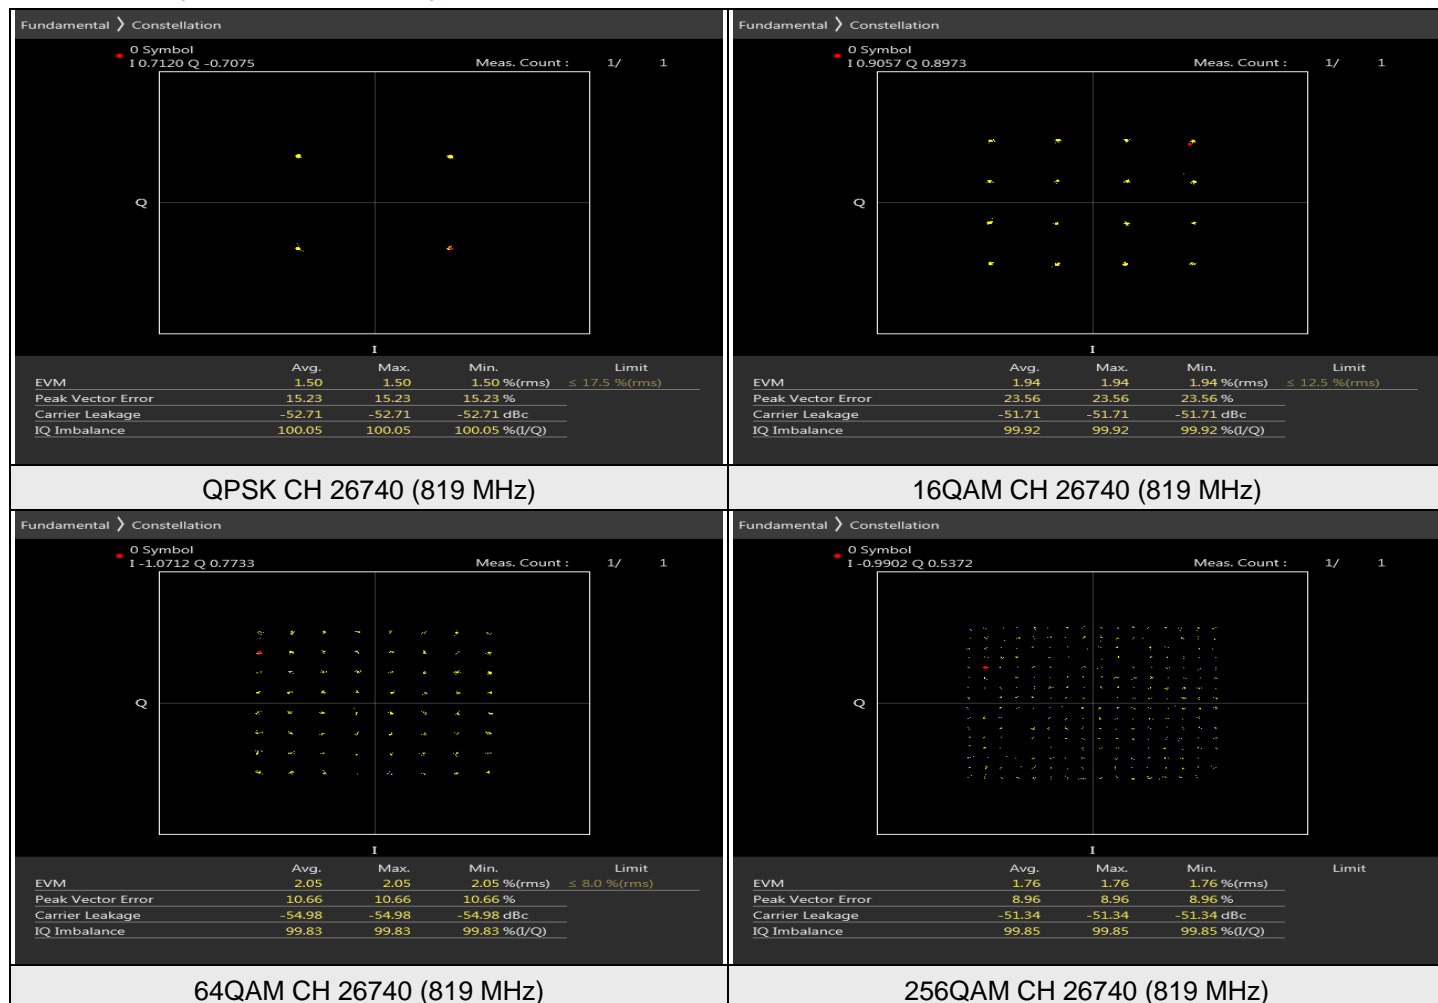 Fundamental ❯ Constellation
0 Symbol
I 0.7120 Q -0.7075 Meas. Count : 1/ 1
Q
I
Avg. Max. Min. Limit
EVM 1.50 1.50 1.50 %(rms) ≤ 17.5 %(rms)
Peak Vector Error 15.23 15.23 15.23 %
Carrier Leakage -52.71 -52.71 -52.71 dBc
IQ Imbalance 100.05 100.05 100.05 %(I/Q)
QPSK CH 26740 (819 MHz)
Fundamental ❯ Constellation
0 Symbol
I 0.9057 Q 0.8973 Meas. Count : 1/ 1
Q
I
Avg. Max. Min. Limit
EVM 1.94 1.94 1.94 %(rms) ≤ 12.5 %(rms)
Peak Vector Error 23.56 23.56 23.56 %
Carrier Leakage -51.71 -51.71 -51.71 dBc
IQ Imbalance 99.92 99.92 99.92 %(I/Q)
16QAM CH 26740 (819 MHz)
Fundamental ❯ Constellation
0 Symbol
I -1.0712 Q 0.7733 Meas. Count : 1/ 1
Q
I
Avg. Max. Min. Limit
EVM 2.05 2.05 2.05 %(rms) ≤ 8.0 %(rms)
Peak Vector Error 10.66 10.66 10.66 %
Carrier Leakage -54.98 -54.98 -54.98 dBc
IQ Imbalance 99.83 99.83 99.83 %(I/Q)
64QAM CH 26740 (819 MHz)
Fundamental ❯ Constellation
0 Symbol
I -0.9902 Q 0.5372 Meas. Count : 1/ 1
Q
I
Avg. Max. Min. Limit
EVM 1.76 1.76 1.76 %(rms)
Peak Vector Error 8.96 8.96 8.96 %
Carrier Leakage -51.34 -51.34 -51.34 dBc
IQ Imbalance 99.85 99.85 99.85 %(I/Q)
256QAM CH 26740 (819 MHz)